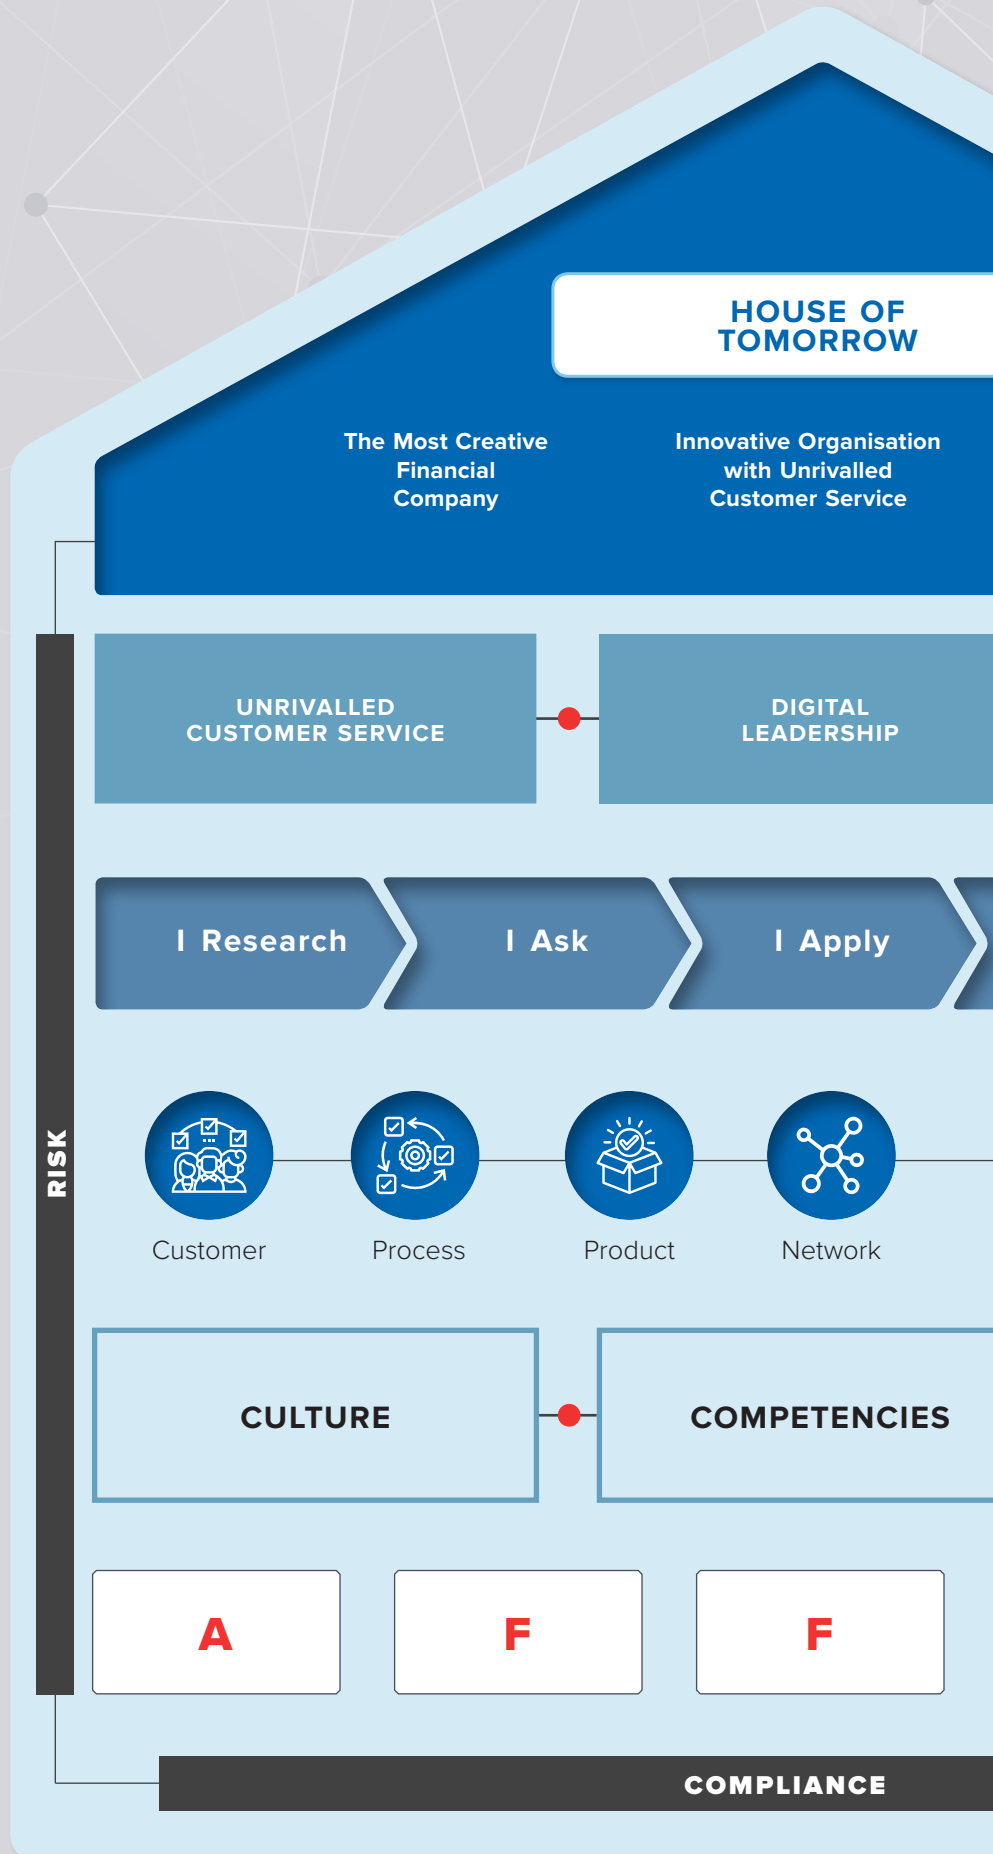 HOUSE OF
TOMORROW
The Most Creative
Financial
Company
Innovative Organisation
with Unrivalled
Customer Service
UNRIVALLED
CUSTOMER SERVICE
DIGITAL
LEADERSHIP
I Research
I Ask
I Apply
RISK
Customer
Process
Product
Network
CULTURE
COMPETENCIES
A
F
F
COMPLIANCE